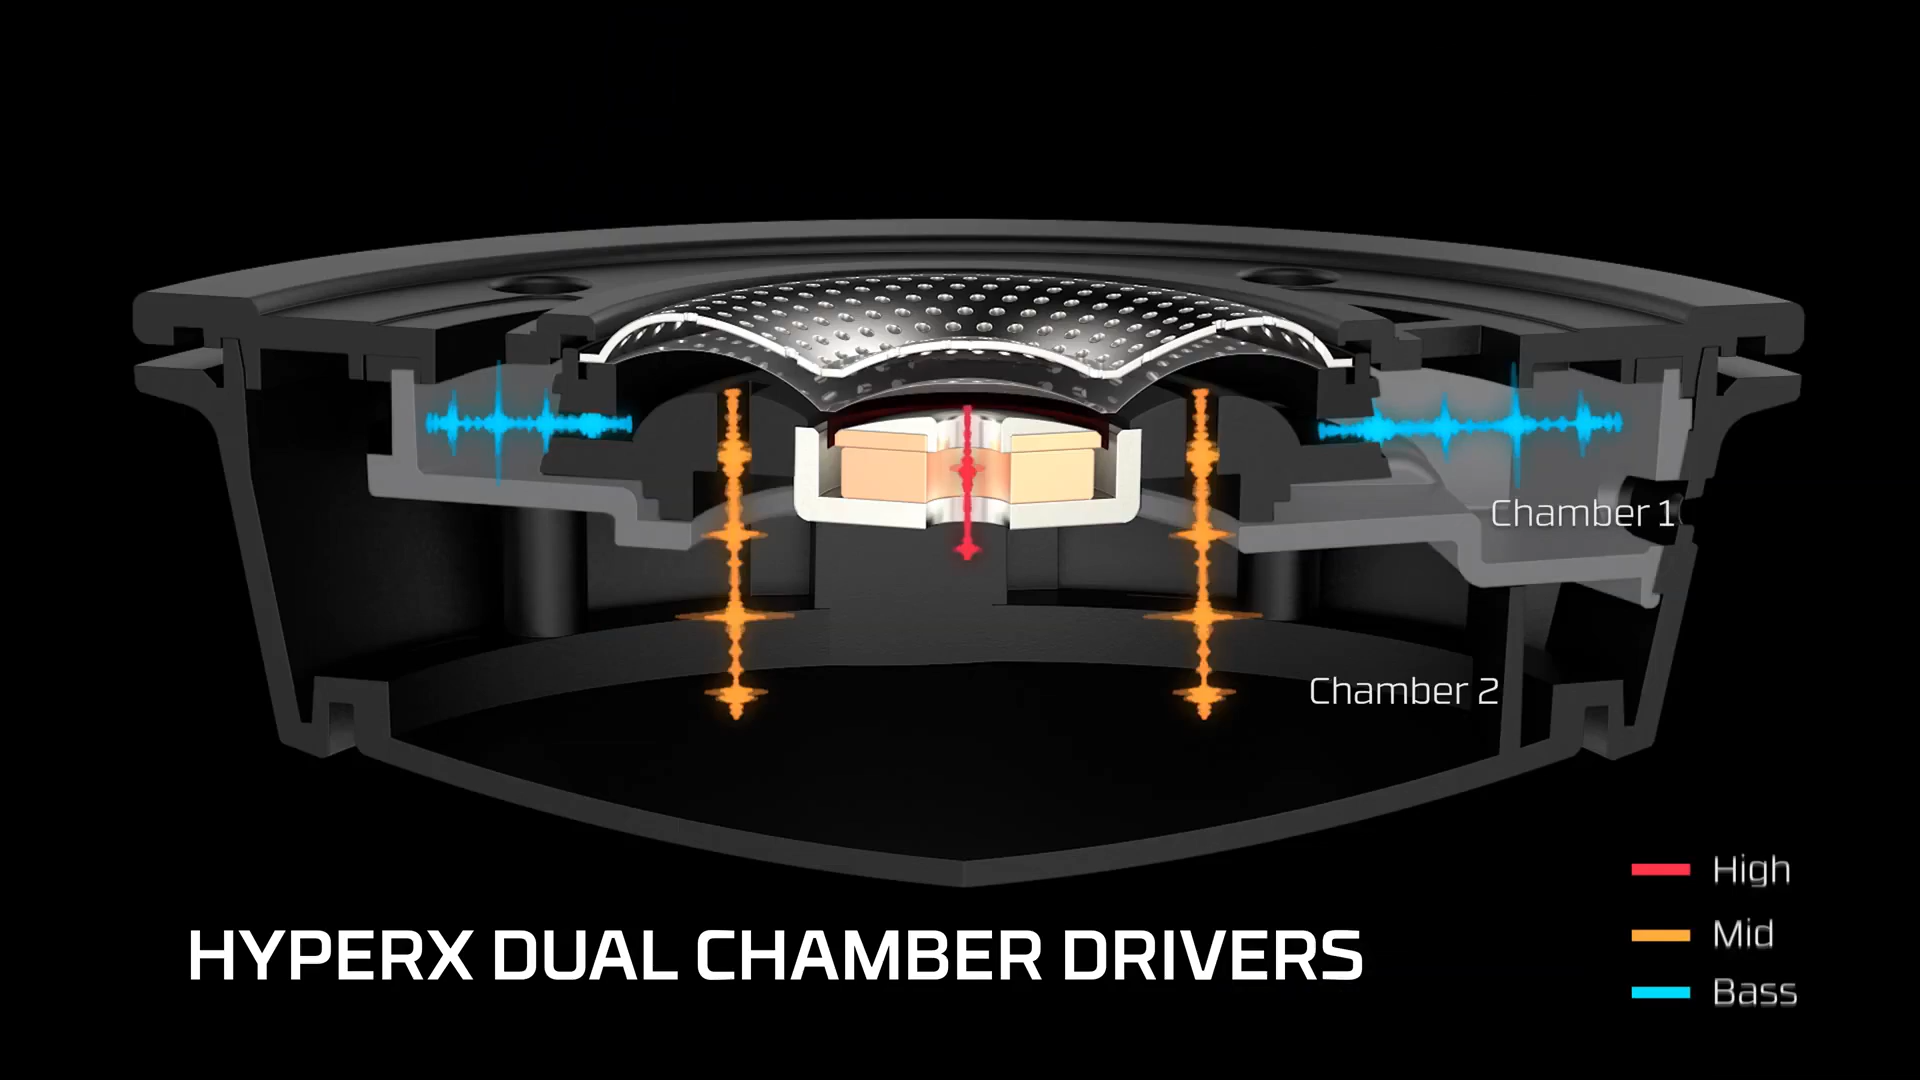 Chamber 1
Chamber 2
High
Mid
Bass
HYPERX DUAL CHAMBER DRIVERS